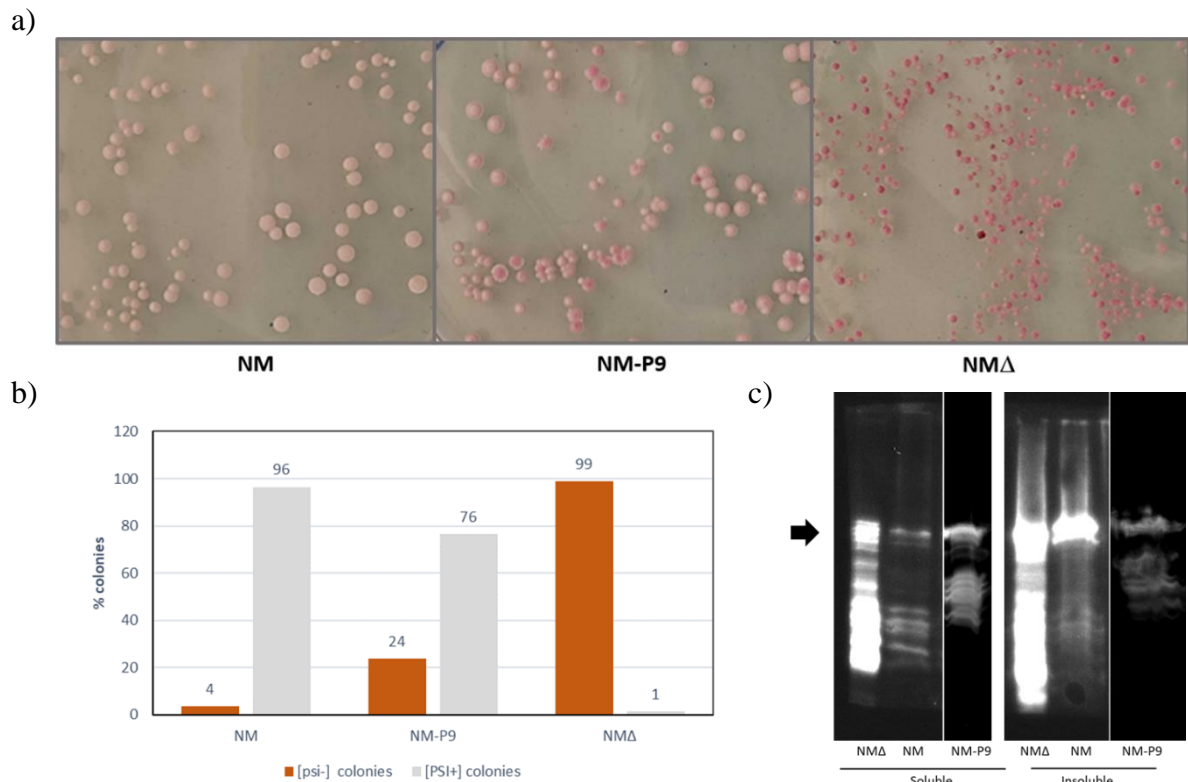 a)
NM
NM-P9
NMΔ
b)
120
100
80
60
40
20
0
% colonies
4
96
24
76
99
1
NM
NM-P9
NMΔ
[psi-] colonies
[PSI+] colonies
c)
NMΔ NM NM-P9
NMΔ NM NM-P9
Soluble
Insoluble